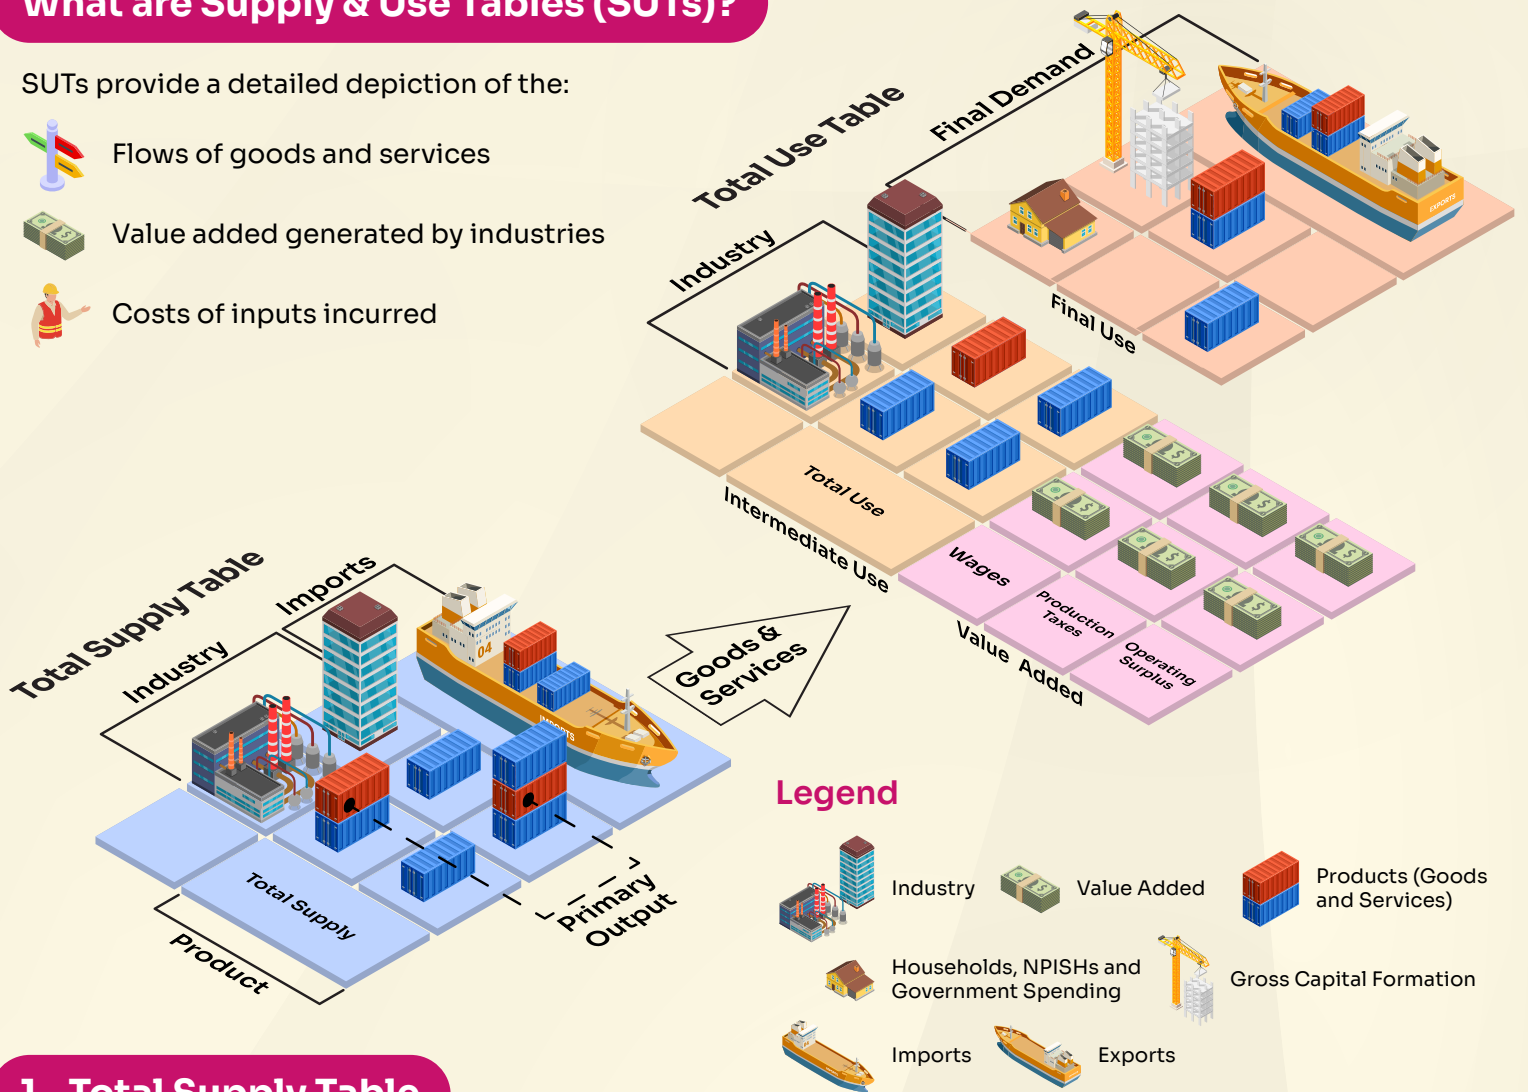 What are Supply & Use Tables (SUTs)?
SUTs provide a detailed depiction of the:
Flows of goods and services
Value added generated by industries
Costs of inputs incurred
Total Use Table
Final Demand
Industry
EXPORTS
Final Use
Total Use
Intermediate Use
Wages
Production
Taxes
Operating
Surplus
Value Added
Total Supply Table
Imports
Industry
04
IMPORTS
Goods &
Services
Total Supply
Product
Primary
Output
Legend
Industry
Value Added
Products (Goods
and Services)
Households, NPISHs and
Government Spending
Gross Capital Formation
Imports
Exports
1. Total Supply Table